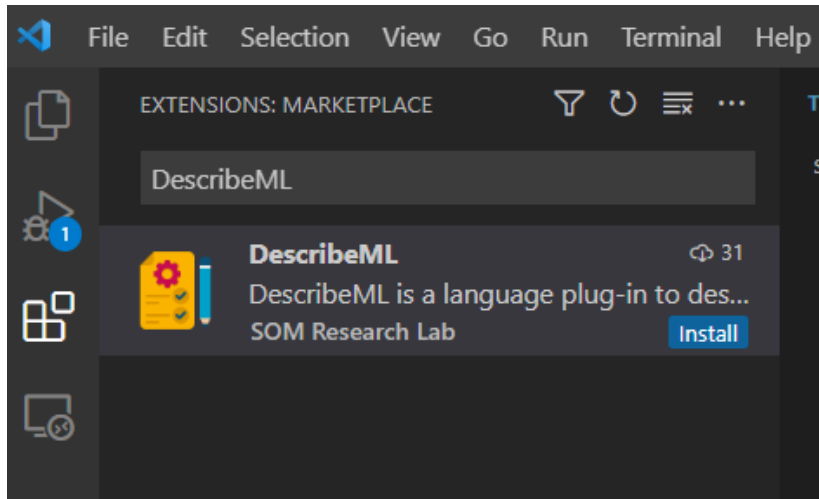 File Edit Selection View Go Run Terminal Help
EXTENSIONS: MARKETPLACE
DescribeML
1
DescribeML 31
DescribeML is a language plug-in to des...
SOM Research Lab Install